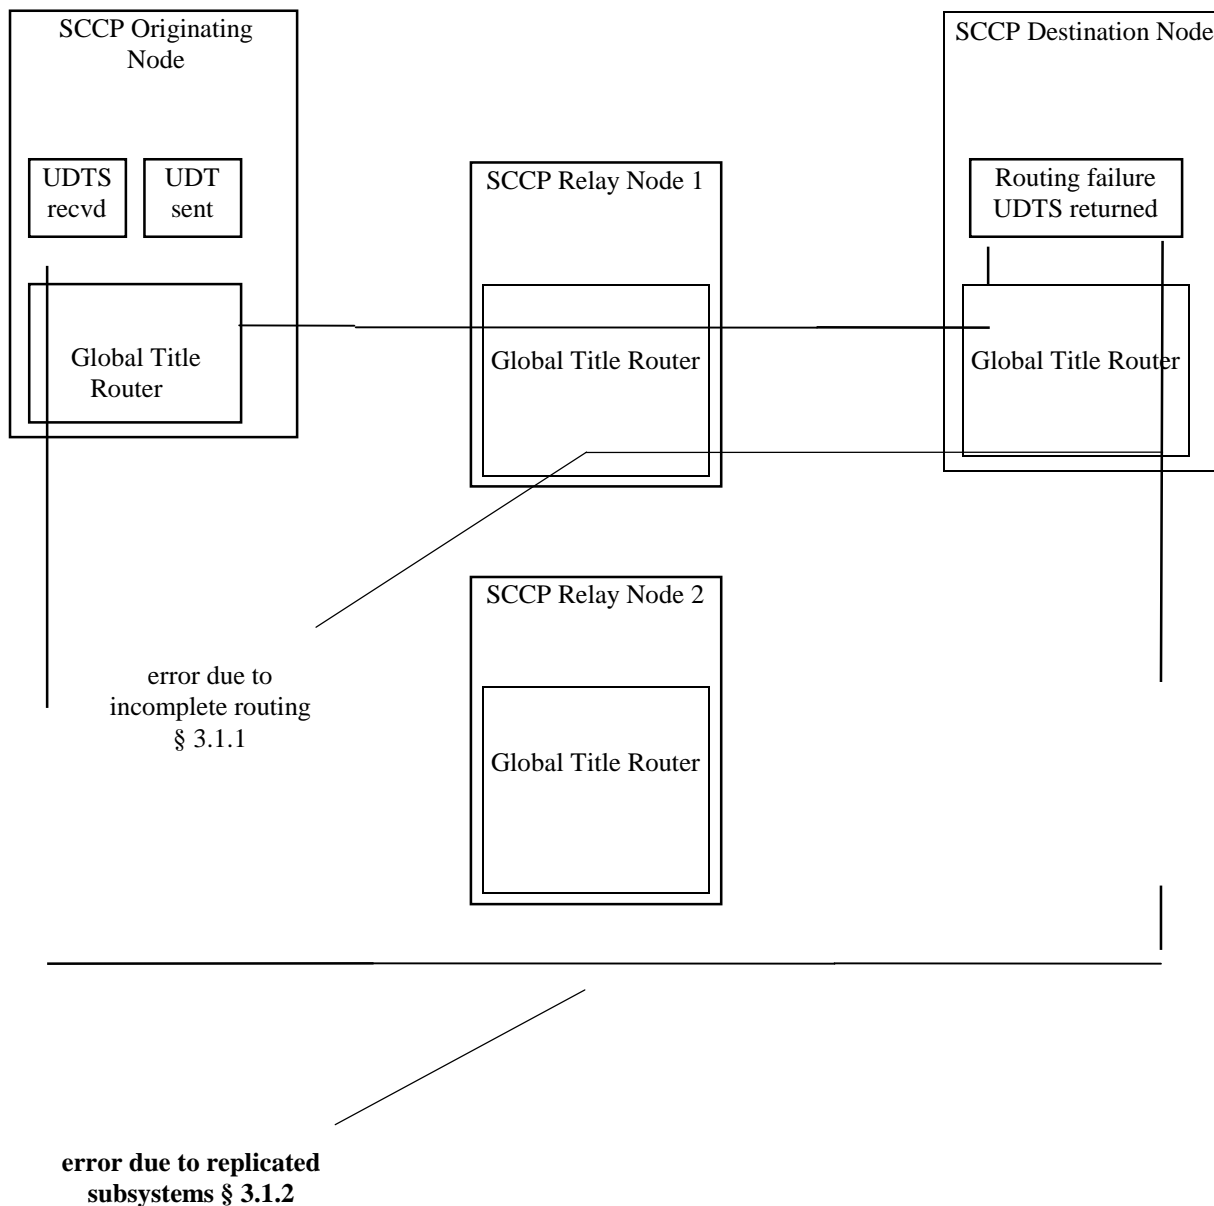 SCCP Originating
Node
SCCP Destination Node
UDTS
recvd
UDT
sent
SCCP Relay Node 1
Routing failure
UDTS returned
Global Title
Router
Global Title Router
Global Title Router
SCCP Relay Node 2
error due to
incomplete routing
§ 3.1.1
Global Title Router
error due to replicated
subsystems § 3.1.2